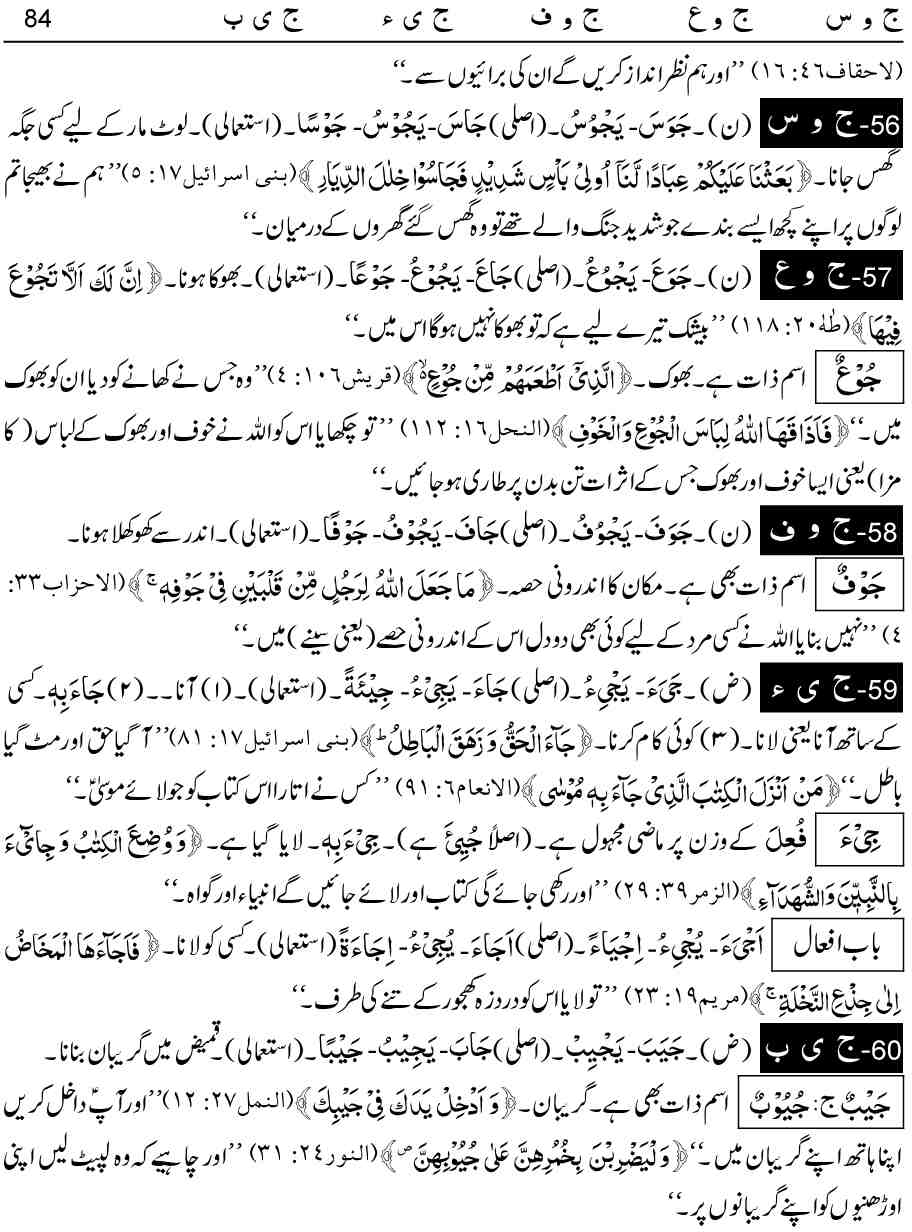 ج و س ج و ع ج و ف ج ی ء ج ی ب 84
(لاحقاف۴۶: ۱۶) ’’اور ہم نظر انداز کریں گے ان کی برائیوں سے۔‘‘
56-ج و س (ن)۔جَوَسَ- یَجْوُسُ۔(اصلی)جَاسَ-یَجُوْسُ- جَوْسًا۔(استعمالی)۔لوٹ مار کے لیے کسی جگہ
گھس جانا۔﴿بَعَثْنَا عَلَیْکُمْ عِبَادًا لَّنَآ اُولِیْ بَاْسٍ شَدِیْدٍ فَجَاسُوْا خِلٰلَ الدِّیَارِ﴾(بنی اسرائیل۱۷: ۵)’’ہم نے بھیجا تم
لوگوں پر اپنے کچھ ایسے بندے جو شدید جنگ والے تھے تو وہ گھس گئے گھروں کے درمیان۔‘‘
57-ج و ع (ن)۔جَوَعَ- یَجْوُعُ۔(اصلی)جَاعَ- یَجُوْعُ- جَوْعًا۔(استعمالی)۔بھوکا ہونا۔﴿اِنَّ لَکَ اَلَّا تَجُوْعَ
فِیْهَا﴾(طٰهٰ۲۰: ۱۱۸) ’’بیشک تیرے لیے ہے کہ تو بھوکا نہیں ہوگا اس میں۔‘‘
جُوْعٌ اسم ذات ہے۔بھوک۔﴿الَّذِیْٓ اَطْعَمَهُمْ مِّنْ جُوْعٍ ۙ﴾(قریش۱۰۶: ۴)’’وہ جس نے کھانے کو دیا ان کو بھوک
میں۔‘‘﴿فَاَذَاقَهَا اللّٰهُ لِبَاسَ الْجُوْعِ وَالْخَوْفِ﴾(النحل۱۶: ۱۱۲) ’’تو چکھایا اس کو اللہ نے خوف اور بھوک کے لباس (کا
مزا) یعنی ایسا خوف اور بھوک جس کے اثرات تن بدن پر طاری ہو جائیں۔‘‘
58-ج و ف (ن)۔جَوَفَ- یَجْوُفُ۔(اصلی)جَافَ- یَجُوْفُ- جَوْفًا۔(استعمالی)۔اندر سے کھوکھلا ہونا۔
جَوْفٌ اسم ذات بھی ہے۔مکان کا اندرونی حصہ۔﴿مَا جَعَلَ اللّٰهُ لِرَجُلٍ مِّنْ قَلْبَیْنِ فِیْ جَوْفِهٖ ۚ﴾(الاحزاب۳۳:
۴) ’’نہیں بنایا اللہ نے کسی مرد کے لیے کوئی بھی دو دل اس کے اندرونی حصے(یعنی سینے)میں۔‘‘
59-ج ی ء (ض)۔جَیَءَ- یَجْیِءُ۔(اصلی)جَاءَ- یَجِیْءُ- جِیْئَةً۔(استعمالی)۔(۱)آنا۔۔(۲)جَاءَ بِهٖ۔کسی
کے ساتھ آنا یعنی لانا۔(۳)کوئی کام کرنا۔﴿جَآءَ الْحَقُّ وَ زَهَقَ الْبَاطِلُ ؕ﴾(بنی اسرائیل۱۷: ۸۱)’’آ گیا حق اور مٹ گیا
باطل۔‘‘﴿مَنْ اَنْزَلَ الْکِتٰبَ الَّذِیْ جَآءَ بِهٖ مُوْسٰی﴾(الانعام۶: ۹۱) ’’کس نے اتارا اس کتاب کو جو لائے موسیٰؑ۔‘‘
جِیْءَ فُعِلَ کے وزن پر ماضی مجہول ہے۔(اصلاً جُیِئَ ہے)۔جِیْءَ بِهٖ۔ لایا گیا ہے۔﴿وَ وُضِعَ الْکِتٰبُ وَ جِایْٓءَ
بِالنَّبِیّٖنَ وَالشُّهَدَآءِ﴾(الزمر۳۹: ۲۹) ’’اور رکھی جائے گی کتاب اور لائے جائیں گے انبیاء اور گواہ۔‘‘
باب افعال اَجْیَءَ- یُجْیِءُ- اِجْیَاءً۔(اصلی)اَجَاءَ- یُجِیْءُ- اِجَاءَةً(استعمالی)۔کسی کو لانا۔﴿فَاَجَآءَهَا الْمَخَاضُ
اِلٰی جِذْعِ النَّخْلَةِ ۚ﴾(مریم۱۹: ۲۳) ’’تو لایا اس کو درد زہ کھجور کے تنے کی طرف۔‘‘
60-ج ی ب (ض)۔جَیَبَ- یَجْیِبُ۔(اصلی)جَابَ- یَجِیْبُ- جَیْبًا۔(استعمالی)۔قمیض میں گریبان بنانا۔
جَیْبٌ ج: جُیُوْبٌ اسم ذات بھی ہے۔گریبان۔﴿وَ اَدْخِلْ یَدَکَ فِیْ جَیْبِکَ﴾(النمل۲۷: ۱۲)’’اور آپؑ داخل کریں
اپنا ہاتھ اپنے گریبان میں۔‘‘﴿وَلْیَضْرِبْنَ بِخُمُرِهِنَّ عَلٰی جُیُوْبِهِنَّ ۪﴾(النور۲۴: ۳۱) ’’اور چاہیے کہ وہ لپیٹ لیں اپنی
اوڑھنیوں کو اپنے گریبانوں پر۔‘‘